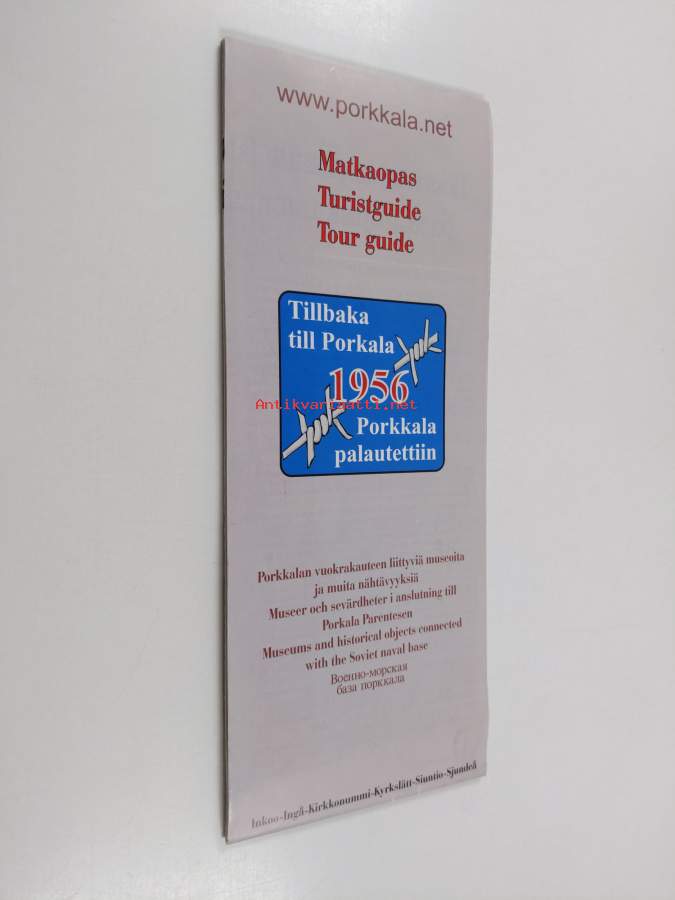 www.porkkala.net
Matkaopas
Turistguide
Tour guide
Tillbaka
till Porkala
1956
Antikvariaatti.net
Porkkala
palautettiin
Porkkalan vuokrakauteen liittyviä museoita
ja muita nähtävyyksiä
Museer och sevärdheter i anslutning till
Porkala Parentesen
Museums and historical objects connected
with the Soviet naval base
Военно-морская
база порккала
Inkoo-Ingå-Kirkkonummi-Kyrkslätt-Siuntio-Sjundeå